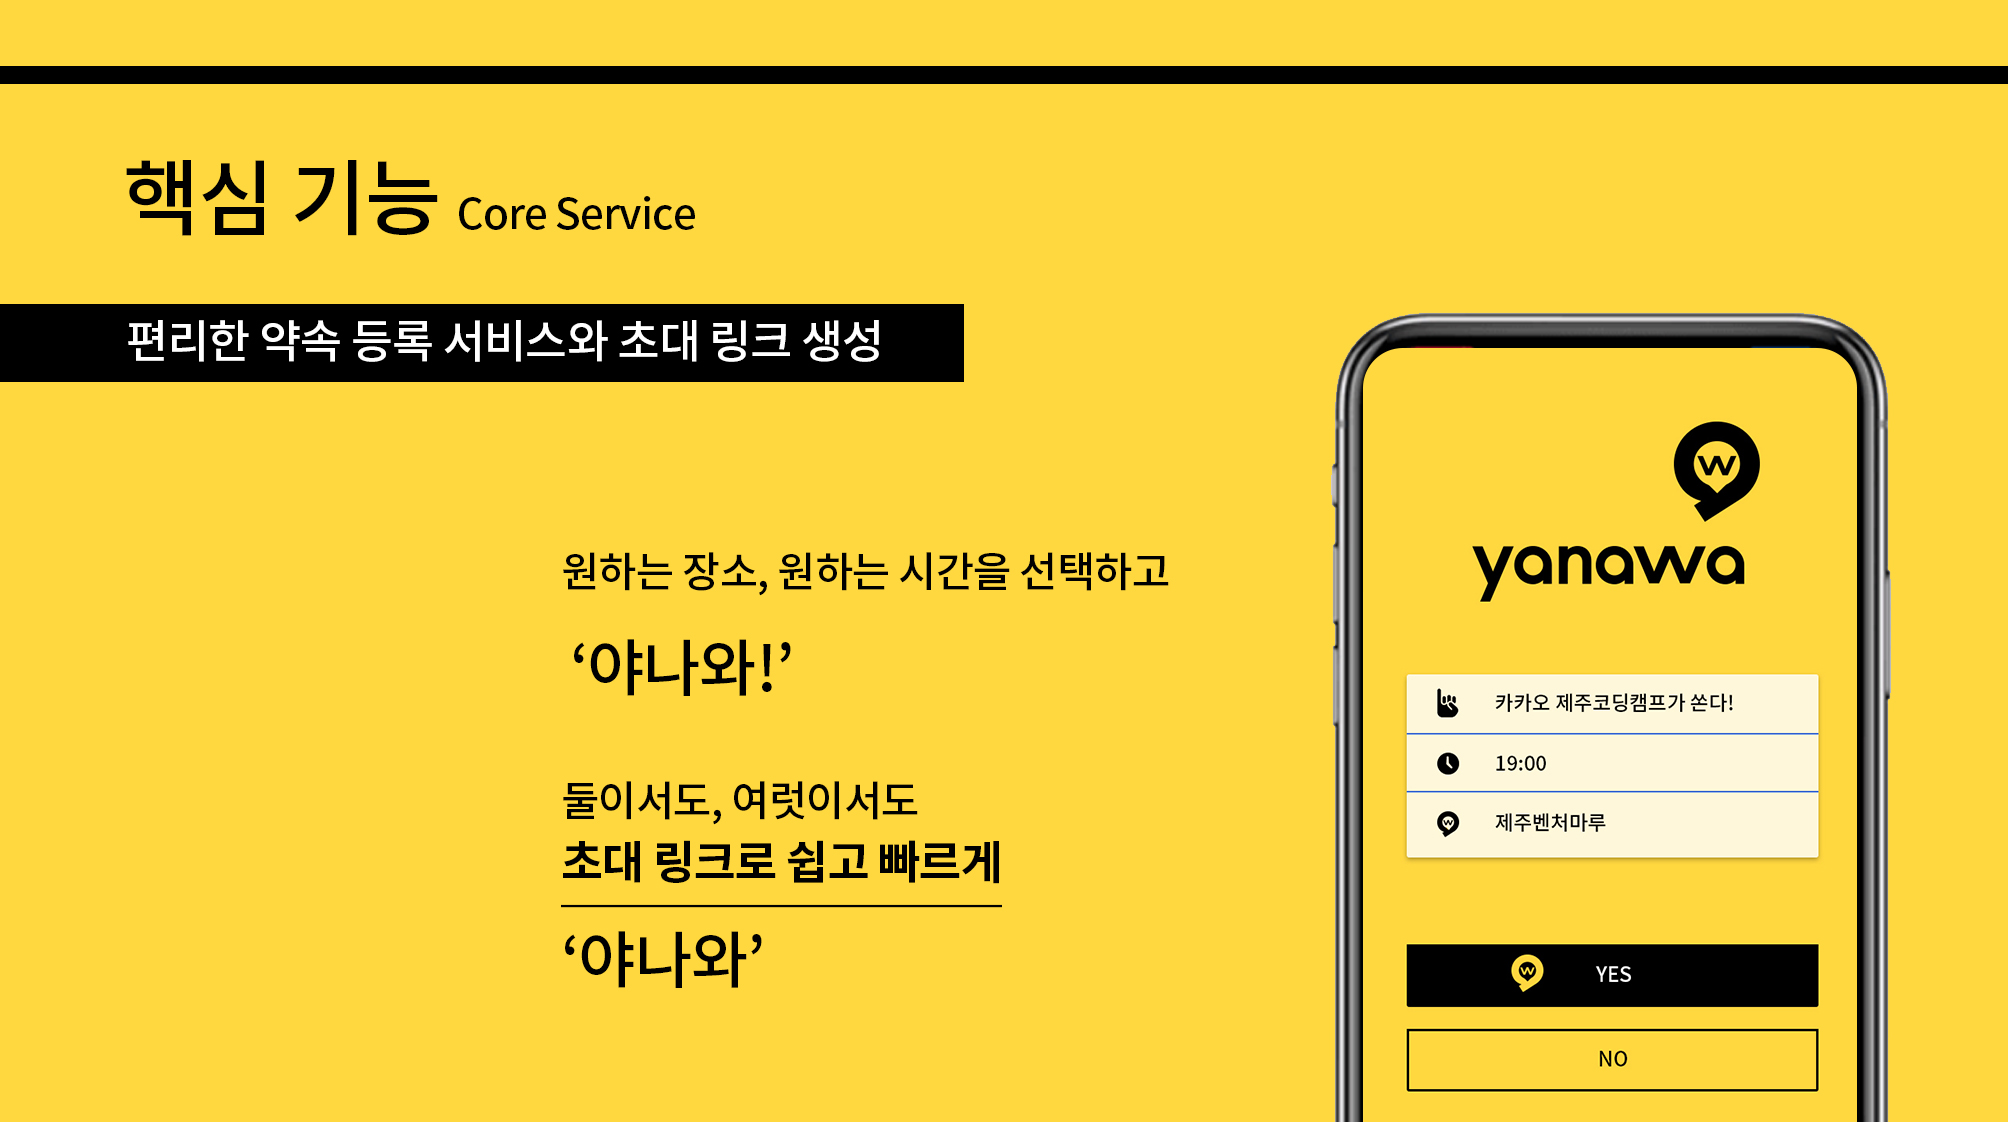 핵심 기능 Core Service
편리한 약속 등록 서비스와 초대 링크 생성
원하는 장소, 원하는 시간을 선택하고
‘야나와!’
둘이서도, 여럿이서도
초대 링크로 쉽고 빠르게
‘야나와’
w
yanawa
카카오 제주코딩캠프가 쏜다!
19:00
w
제주벤처마루
w
YES
NO